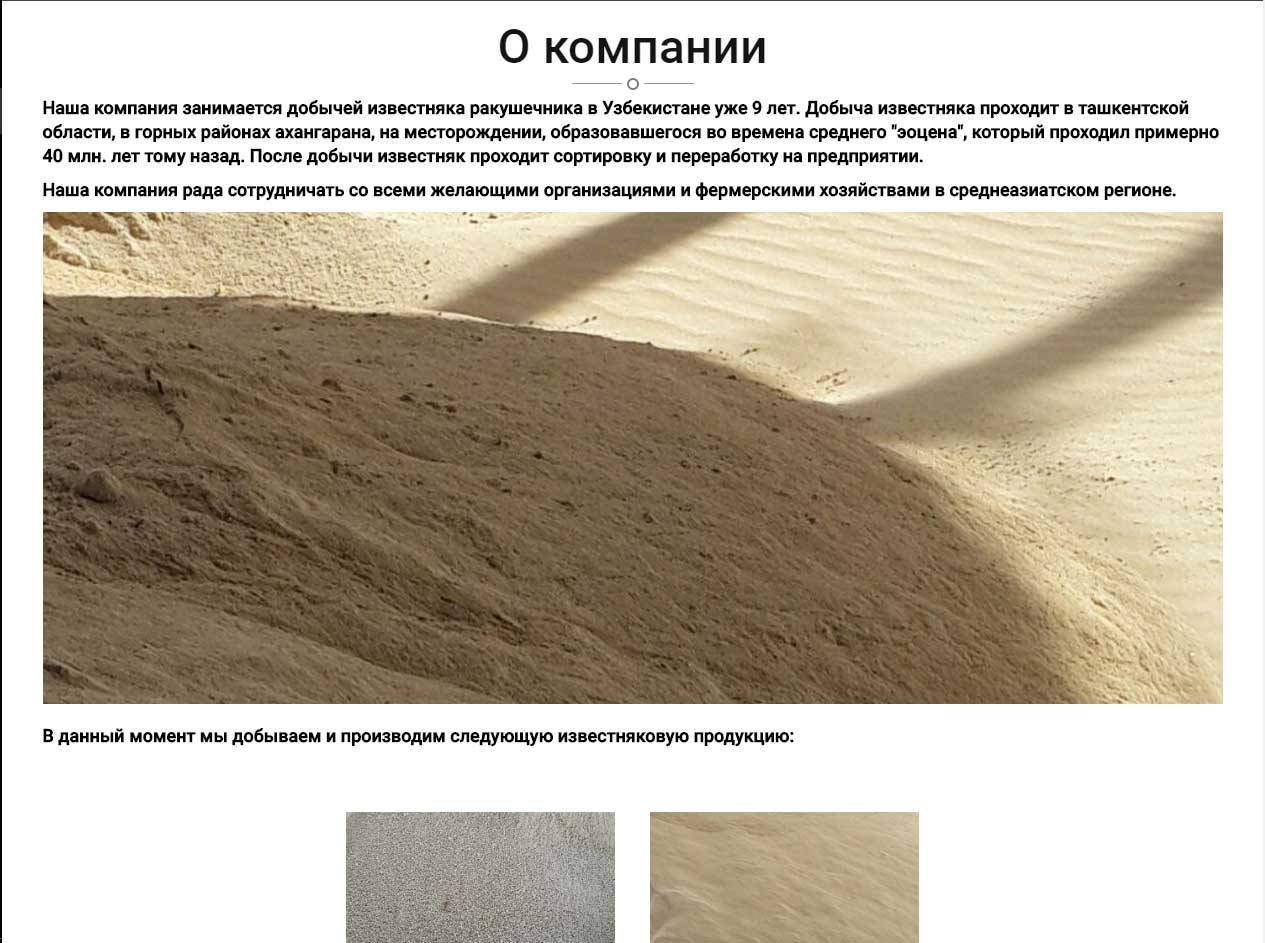 О компании
Наша компания занимается добычей известняка ракушечника в Узбекистане уже 9 лет. Добыча известняка проходит в ташкентской
области, в горных районах ахангарана, на месторождении, образовавшегося во времена среднего "эоцена", который проходил примерно
40 млн. лет тому назад. После добычи известняк проходит сортировку и переработку на предприятии.
Наша компания рада сотрудничать со всеми желающими организациями и фермерскими хозяйствами в среднеазиатском регионе.
В данный момент мы добываем и производим следующую известняковую продукцию: